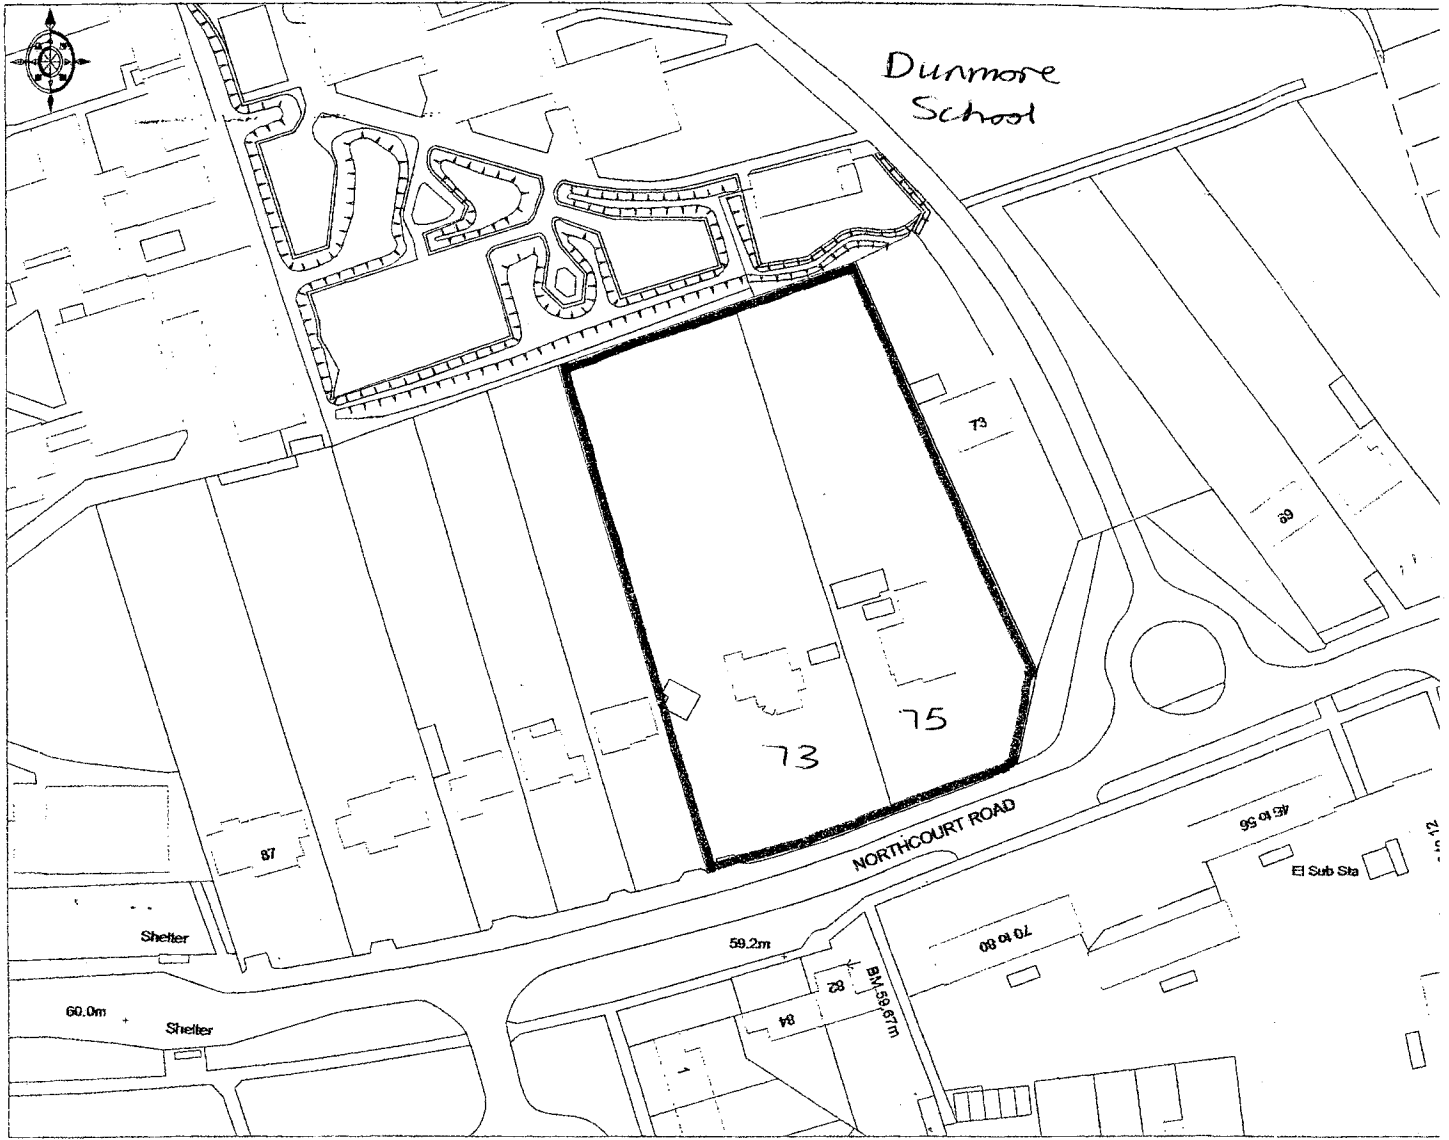 Dunmore
School
73
69
75
73
NORTHCOURT ROAD
87
46 to 56
El Sub Sta
Shelter
59.2m
70 to 80
82
BM 59.67m
60.0m
Shelter
84
1